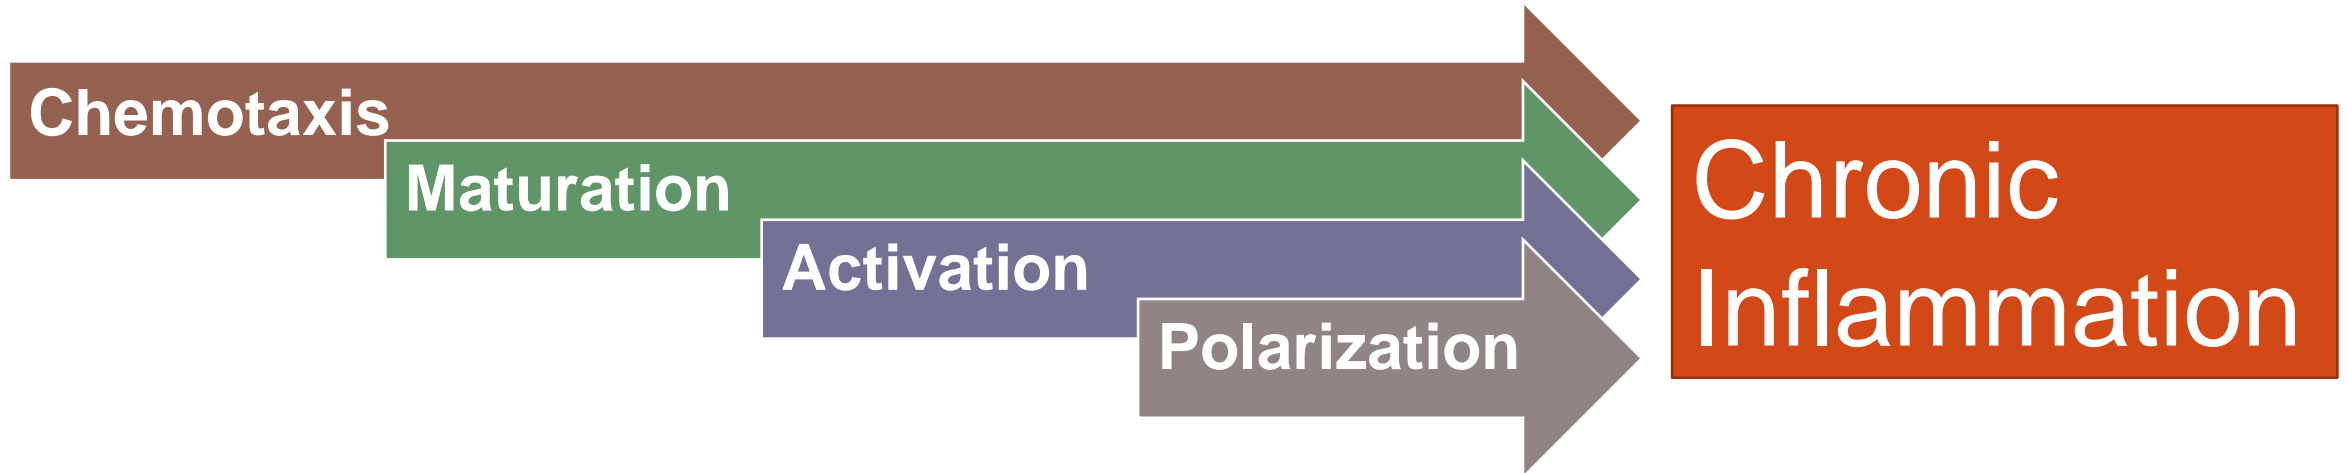 Chemotaxis
Maturation
Activation
Polarization
Chronic
Inflammation